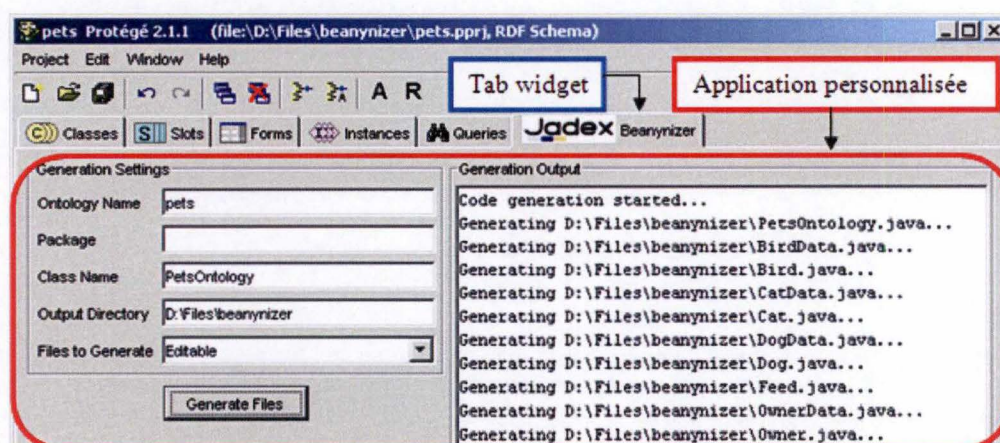 pets Protégé 2.1.1 (file:\D:\Files\beanynizer\pets.pprj, RDF Schema)
Project Edit Window Help
A R
Tab widget
Application personnalisée
C Classes
S Slots
Forms
Instances
Queries
Jadex Beanynizer
Generation Settings
Ontology Name pets
Package
Class Name PetsOntology
Output Directory D:\Files\beanynizer
Files to Generate Editable
Generate Files
Generation Output
Code generation started...
Generating D:\Files\beanynizer\PetsOntology.java...
Generating D:\Files\beanynizer\BirdData.java...
Generating D:\Files\beanynizer\Bird.java...
Generating D:\Files\beanynizer\CatData.java...
Generating D:\Files\beanynizer\Cat.java...
Generating D:\Files\beanynizer\DogData.java...
Generating D:\Files\beanynizer\Dog.java...
Generating D:\Files\beanynizer\Feed.java...
Generating D:\Files\beanynizer\OwnerData.java...
Generating D:\Files\beanynizer\Owner.java...